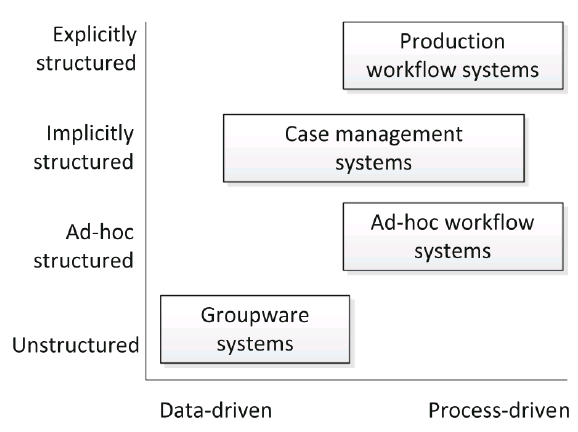 Explicitly
structured
Production
workflow systems
Implicitly
structured
Case management
systems
Ad-hoc
structured
Ad-hoc workflow
systems
Unstructured
Groupware
systems
Data-driven
Process-driven